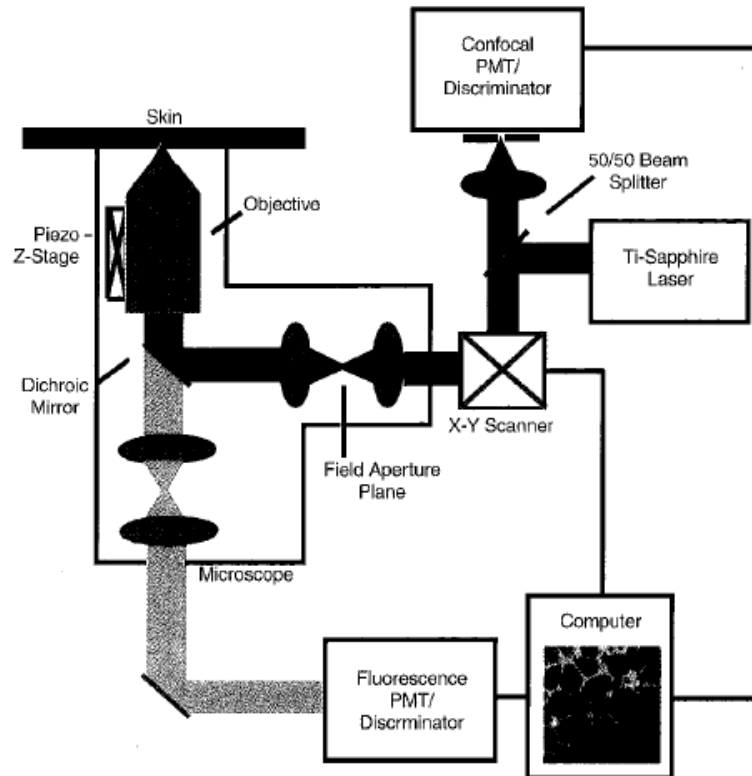 Confocal
PMT/
Discriminator
Skin
50/50 Beam
Splitter
Objective
Piezo -
Z-Stage
Ti-Sapphire
Laser
Dichroic
Mirror
X-Y Scanner
Field Aperture
Plane
Microscope
Computer
Fluorescence
PMT/
Discrminator